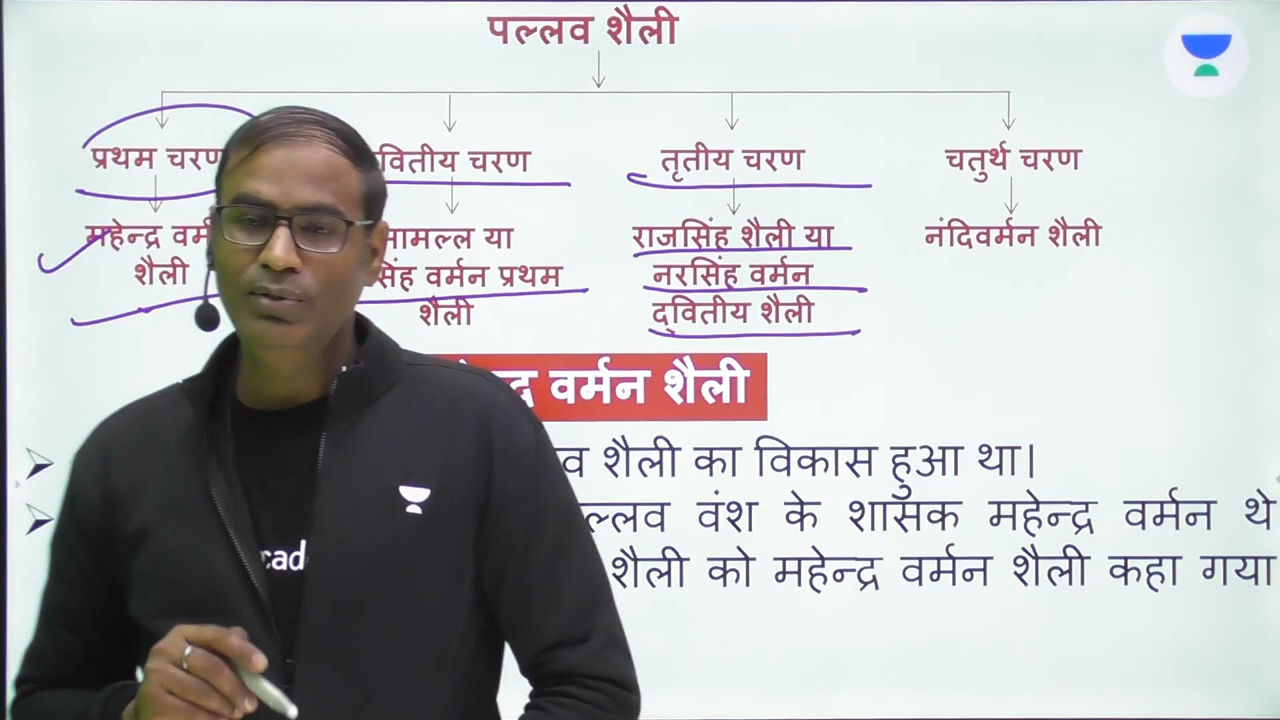 पल्लव शैली
प्रथम चरण
द्वितीय चरण
तृतीय चरण
चतुर्थ चरण
महेन्द्र वर्म
शैली
मामल्ल या
सिंह वर्मन प्रथम
शैली
राजसिंह शैली या
नरसिंह वर्मन
द्वितीय शैली
नंदिवर्मन शैली
वर्मन शैली
शैली का विकास हुआ था।
वंश के शासक महेन्द्र वर्मन थे
शैली को महेन्द्र वर्मन शैली कहा गया
cad